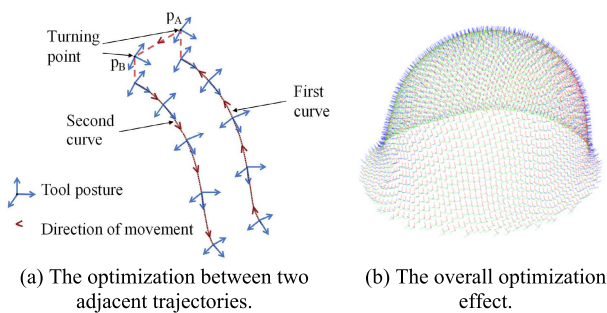 p_A
Turning
point
p_B
First
curve
Second
curve
Tool posture
Direction of movement
(a) The optimization between two
adjacent trajectories.
(b) The overall optimization
effect.